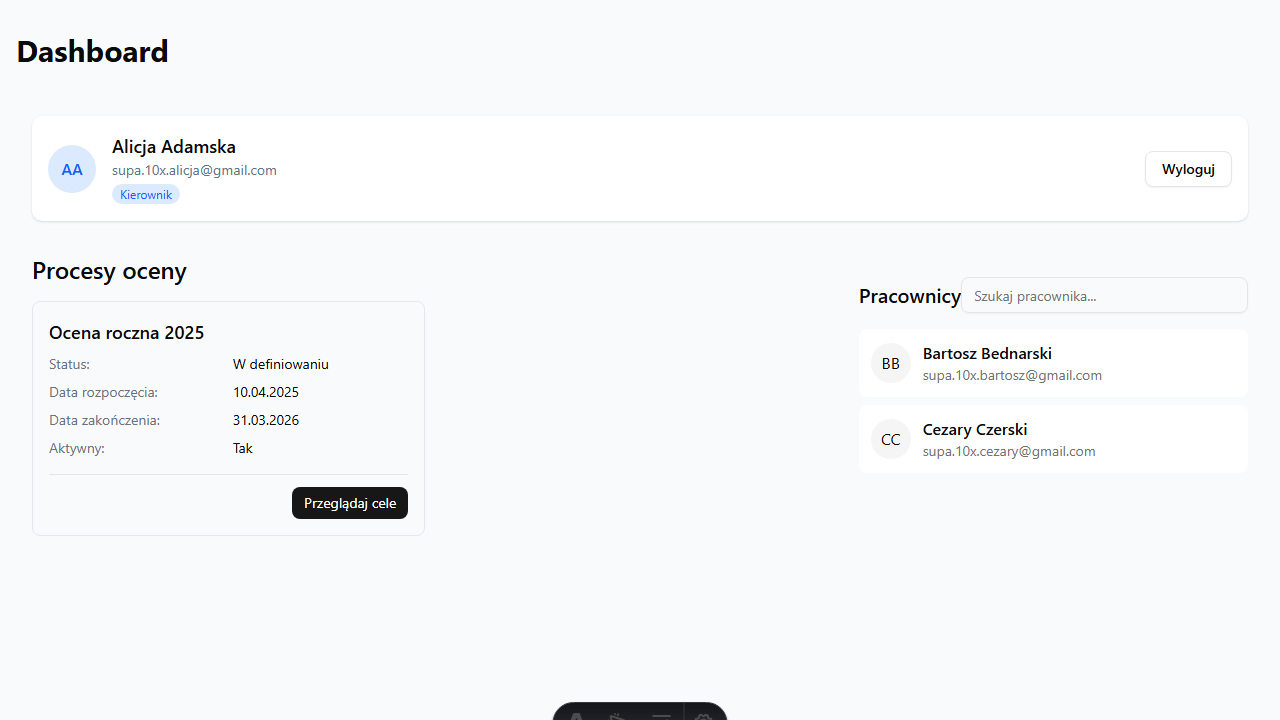 Dashboard
AA
Alicja Adamska
supa.10x.alicja@gmail.com
Kierownik
Wyloguj
Procesy oceny
Ocena roczna 2025
Status: W definiowaniu
Data rozpoczęcia: 10.04.2025
Data zakończenia: 31.03.2026
Aktywny: Tak
Przeglądaj cele
Pracownicy
Szukaj pracownika...
BB
Bartosz Bednarski
supa.10x.bartosz@gmail.com
CC
Cezary Czerski
supa.10x.cezary@gmail.com